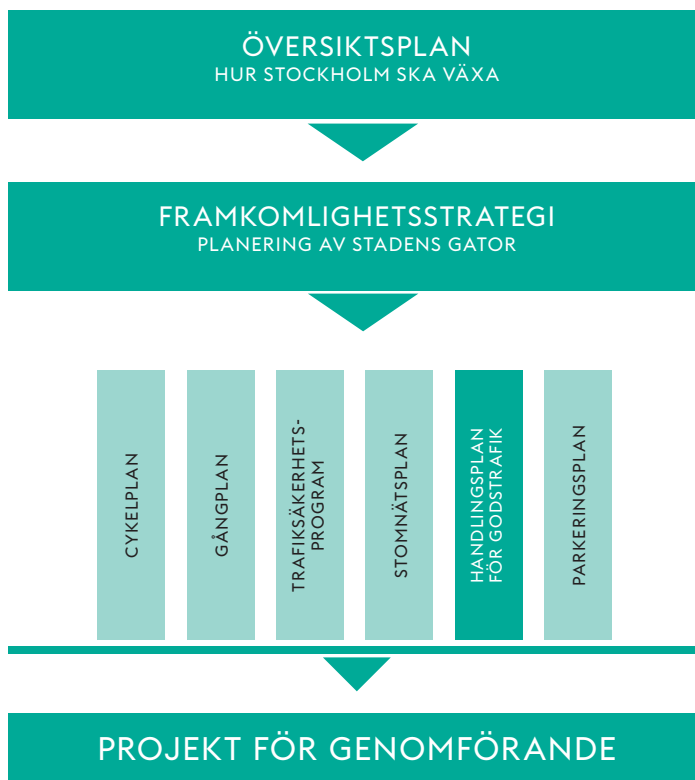 ÖVERSIKTSPLAN
HUR STOCKHOLM SKA VÄXA
FRAMKOMLIGHETSSTRATEGI
PLANERING AV STADENS GATOR
CYKELPLAN
GÅNGPLAN
TRAFIKSÄKERHETS-
PROGRAM
STOMNÄTSPLAN
HANDLINGSPLAN
FÖR GODSTRAFIK
PARKERINGSPLAN
PROJEKT FÖR GENOMFÖRANDE